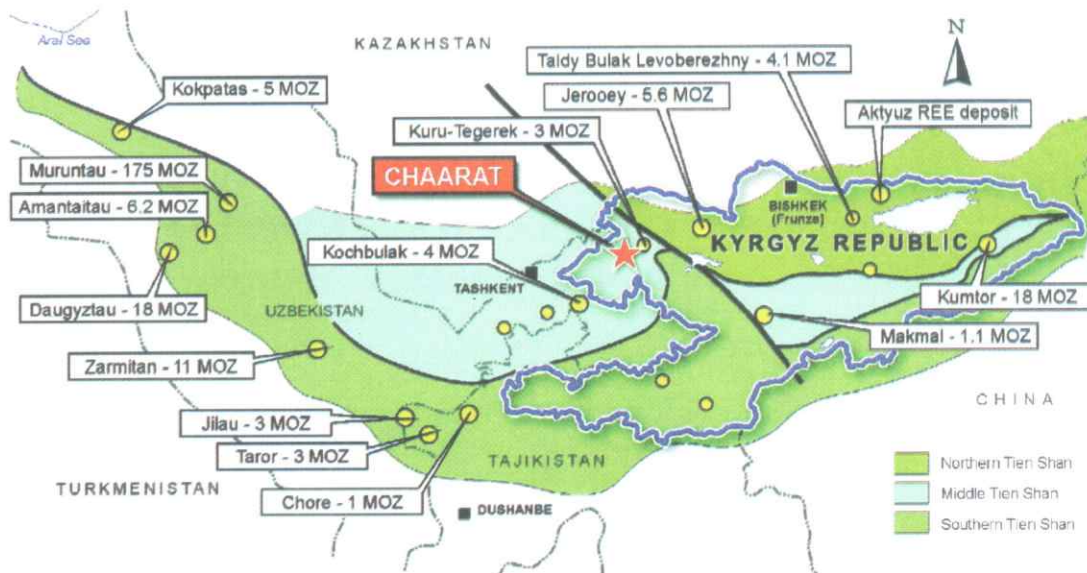 Aral Sea
KAZAKHSTAN
Taldy Bulak Levoberezhny - 4.1 MOZ
N
Kokpatas - 5 MOZ
Jerooey - 5.6 MOZ
Aktyuz REE deposit
Kuru-Tegerek - 3 MOZ
Muruntau - 175 MOZ
CHAARAT
Amantaitau - 6.2 MOZ
BISHKEK
(Frunze)
KYRGYZ REPUBLIC
Kochbulak - 4 MOZ
TASHKENT
Daugyztau - 18 MOZ
UZBEKISTAN
Kumtor - 18 MOZ
Makmal - 1.1 MOZ
Zarmitan - 11 MOZ
CHINA
Jilau - 3 MOZ
Taror - 3 MOZ
TAJIKISTAN
Northern Tien Shan
TURKMENISTAN
Chore - 1 MOZ
Middle Tien Shan
DUSHANBE
Southern Tien Shan